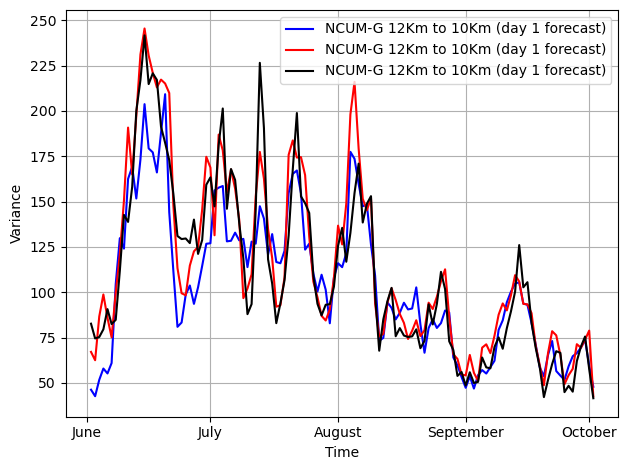 250
225
200
175
150
125
100
75
50
Variance
NCUM-G 12Km to 10Km (day 1 forecast)
NCUM-G 12Km to 10Km (day 1 forecast)
NCUM-G 12Km to 10Km (day 1 forecast)
June July August September October
Time